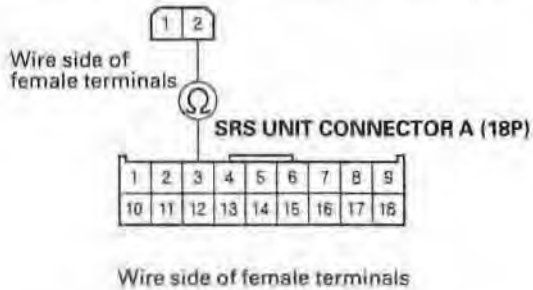 1 2
Wire side of
female terminals
Ω
SRS UNIT CONNECTOR A (18P)
1 2 3 4 5 6 7 8 9
10 11 12 13 14 15 16 17 18
Wire side of female terminals